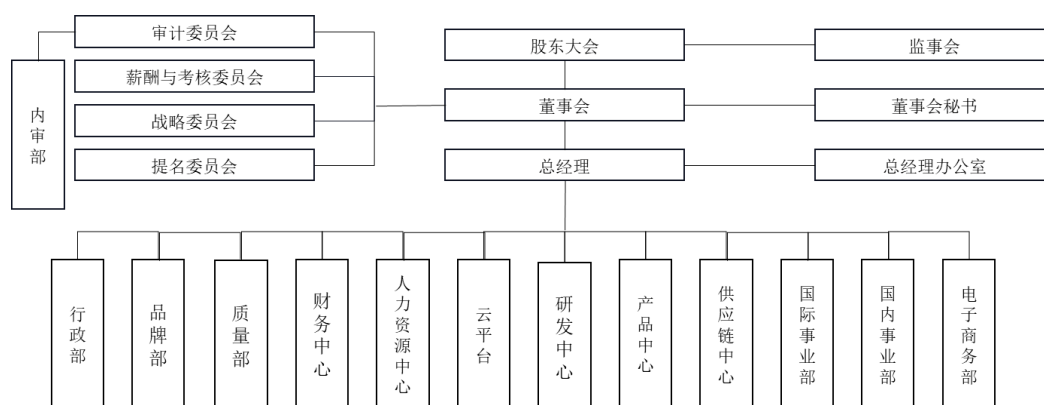 审计委员会
薪酬与考核委员会
战略委员会
提名委员会
内审部
股东大会
监事会
董事会
董事会秘书
总经理
总经理办公室
行政部
品牌部
质量部
财务中心
人力资源中心
云平台
研发中心
产品中心
供应链中心
国际事业部
国内事业部
电子商务部